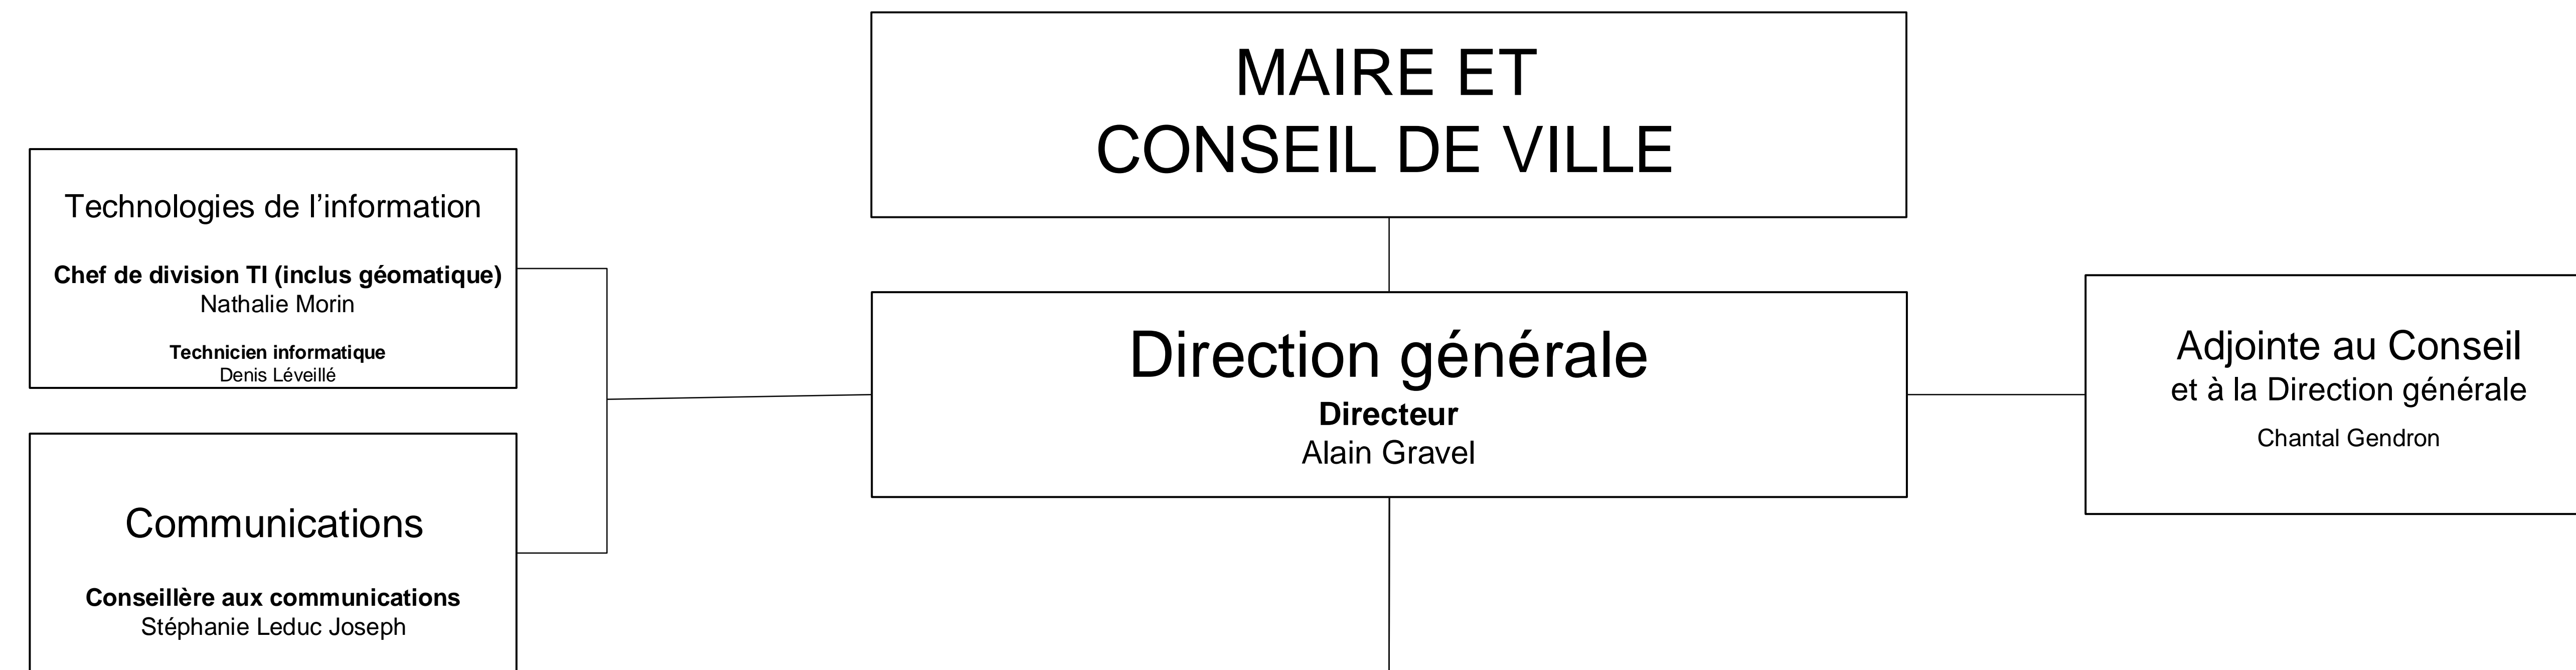 MAIRE ET
CONSEIL DE VILLE
Technologies de l’information
Chef de division TI (inclus géomatique)
Nathalie Morin
Technicien informatique
Denis Léveillé
Direction générale
Directeur
Alain Gravel
Adjointe au Conseil
et à la Direction générale
Chantal Gendron
Communications
Conseillère aux communications
Stéphanie Leduc Joseph